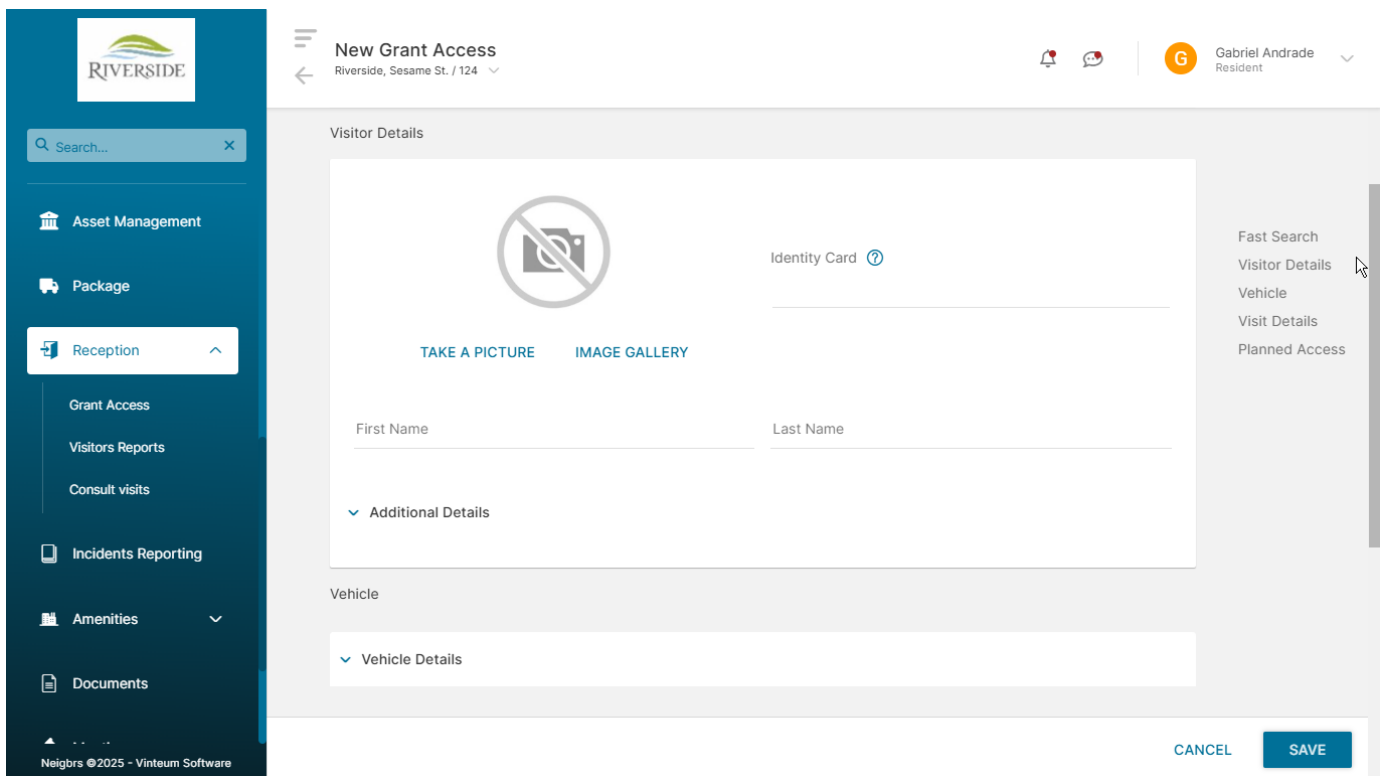 RIVERSIDE
Search...
Asset Management
Package
Reception
Grant Access
Visitors Reports
Consult visits
Incidents Reporting
Amenities
Documents
Neigbrs ©2025 - Vinteum Software
New Grant Access
Riverside, Sesame St. / 124
G
Gabriel Andrade
Resident
Visitor Details
Identity Card ?
TAKE A PICTURE IMAGE GALLERY
First Name Last Name
Additional Details
Vehicle
Vehicle Details
Fast Search
Visitor Details
Vehicle
Visit Details
Planned Access
CANCEL SAVE